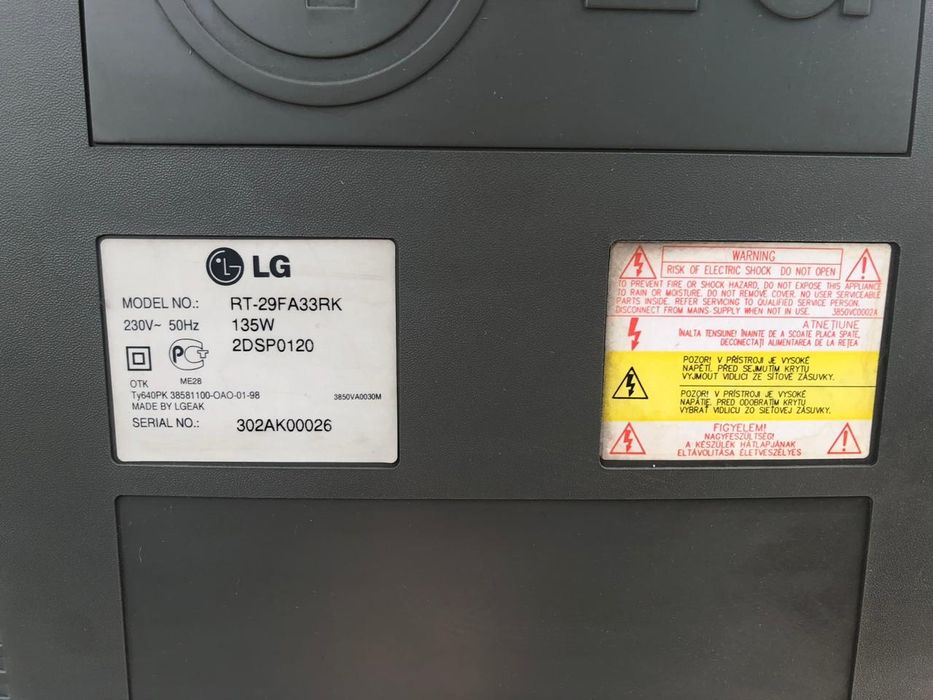 LG
LG
MODEL NO.: RT-29FA33RK
230V~ 50Hz 135W
2DSP0120
PCT
ME28
OTK
Ty640PK 38581100-OAO-01-98
3850VA0030M
MADE BY LGEAK
SERIAL NO.: 302AK00026
WARNING
RISK OF ELECTRIC SHOCK DO NOT OPEN
TO PREVENT FIRE OR SHOCK HAZARD, DO NOT EXPOSE THIS APPLIANCE
TO RAIN OR MOISTURE. DO NOT REMOVE COVER. NO USER SERVICEABLE
PARTS INSIDE. REFER SERVICING TO QUALIFIED SERVICE PERSON.
DISCONNECT FROM MAINS-SUPPLY WHEN NOT IN USE. 3850VC0002A
ATNEȚIUNE
ÎNALTA TENSIUNE! ÎNAINTE DE A SCOATE PLACA SPATE,
DECONECTAȚI ALIMENTAREA DE LA REȚEA
POZOR! V PŘÍSTROJI JE VYSOKÉ
NAPĚTÍ. PŘED SEJMUTÍM KRYTU
VYJMOUT VIDLICI ZE SÍŤOVÉ ZÁSUVKY.
POZOR! V PRÍSTROJI JE VYSOKÉ
NAPÄTIE. PRED ODOBRATÍM KRYTU
VYBRAŤ VIDLICU ZO SIEŤOVEJ ZÁSUVKY.
FIGYELEM!
NAGYFESZÜLTSÉG!
A KÉSZÜLÉK HÁTLAPJÁNAK
ELTÁVOLÍTÁSA ÉLETVESZÉLYES